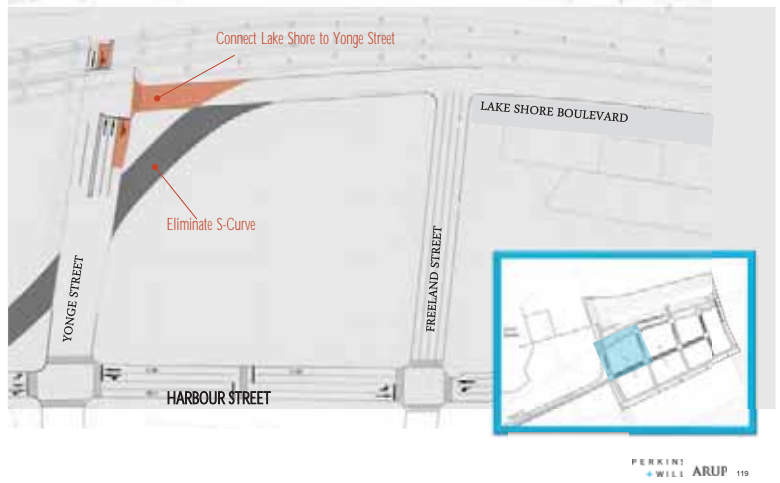 Connect Lake Shore to Yonge Street
LAKE SHORE BOULEVARD
Eliminate S-Curve
YONGE STREET
FREELAND STREET
HARBOUR STREET
PERKINS
+WILL ARUP 119